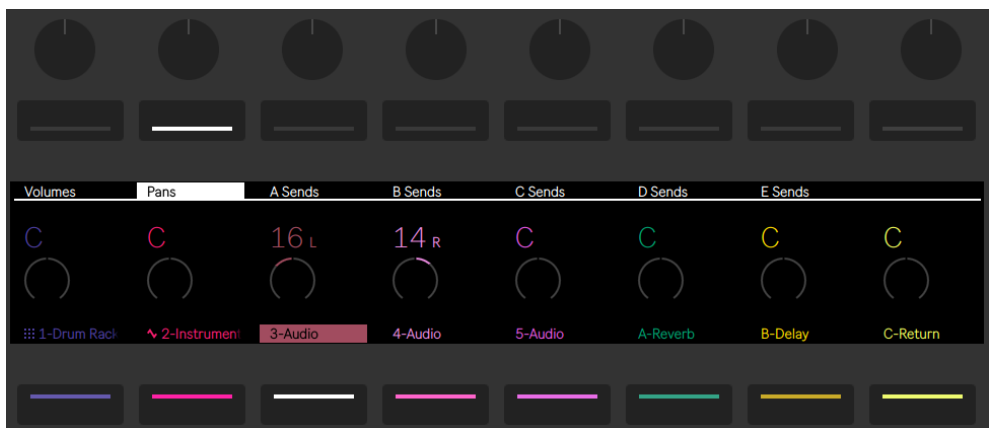 Volumes Pans A Sends B Sends C Sends D Sends E Sends
C C 16 L 14 R C C C C
1-Drum Rack 2-Instrument 3-Audio 4-Audio 5-Audio A-Reverb B-Delay C-Return